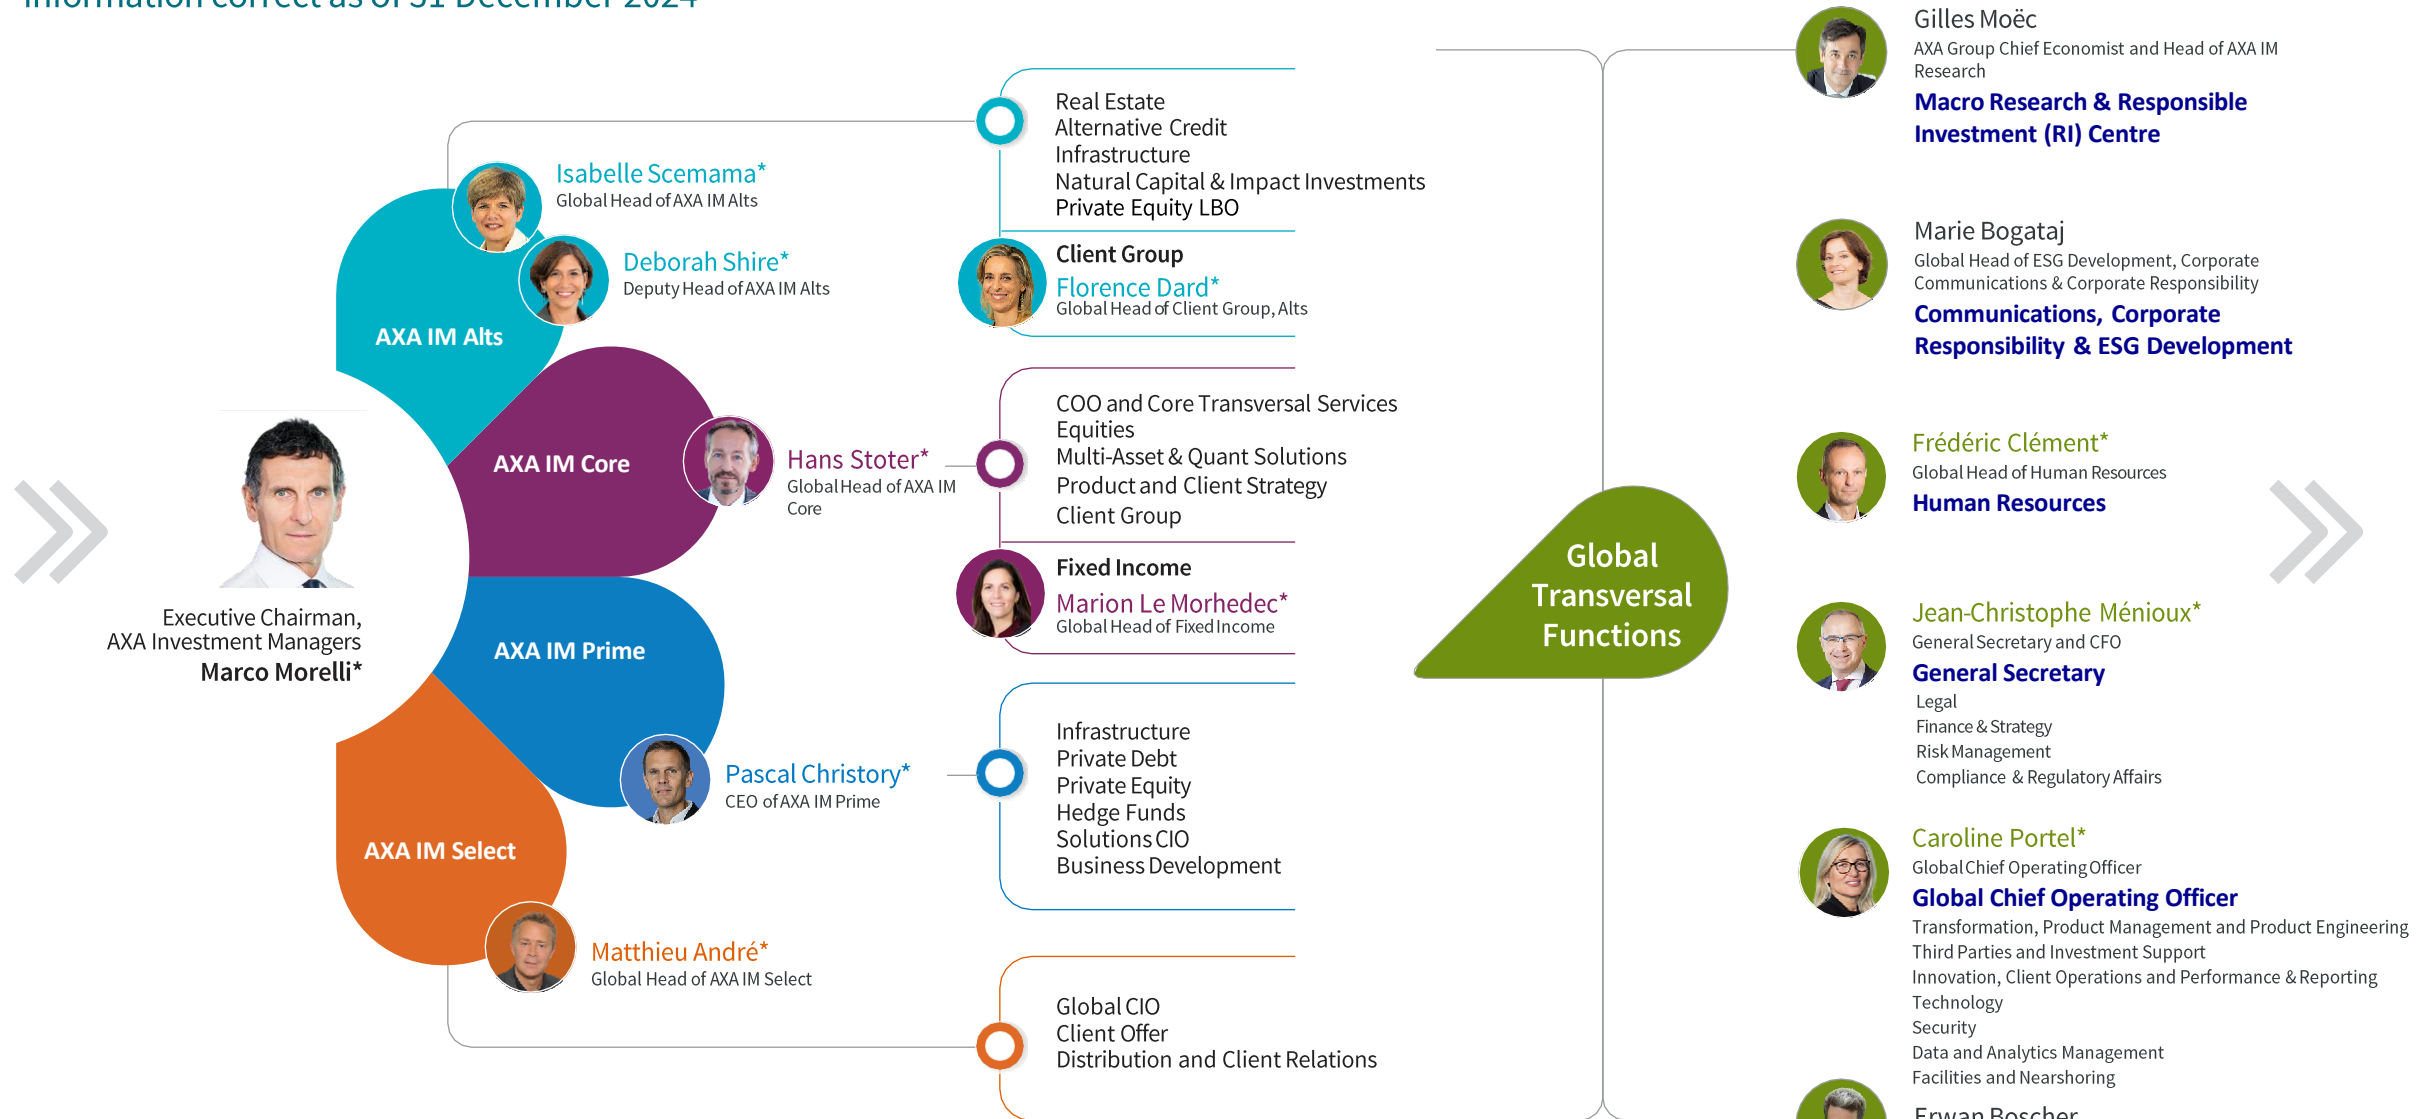 information correct as of 31 December 2024
Executive Chairman,
AXA Investment Managers
Marco Morelli*
AXA IM Alts
Isabelle Scemama*
Global Head of AXA IM Alts
Deborah Shire*
Deputy Head of AXA IM Alts
Real Estate
Alternative Credit
Infrastructure
Natural Capital & Impact Investments
Private Equity LBO
Client Group
Florence Dard*
Global Head of Client Group, Alts
AXA IM Core
Hans Stoter*
Global Head of AXA IM
Core
COO and Core Transversal Services
Equities
Multi-Asset & Quant Solutions
Product and Client Strategy
Client Group
Fixed Income
Marion Le Morhedec*
Global Head of Fixed Income
AXA IM Prime
Pascal Christory*
CEO of AXA IM Prime
Infrastructure
Private Debt
Private Equity
Hedge Funds
Solutions CIO
Business Development
AXA IM Select
Matthieu André*
Global Head of AXA IM Select
Global CIO
Client Offer
Distribution and Client Relations
Global
Transversal
Functions
Gilles Moëc
AXA Group Chief Economist and Head of AXA IM
Research
Macro Research & Responsible
Investment (RI) Centre
Marie Bogataj
Global Head of ESG Development, Corporate
Communications & Corporate Responsibility
Communications, Corporate
Responsibility & ESG Development
Frédéric Clément*
Global Head of Human Resources
Human Resources
Jean-Christophe Ménioux*
General Secretary and CFO
General Secretary
Legal
Finance & Strategy
Risk Management
Compliance & Regulatory Affairs
Caroline Portel*
Global Chief Operating Officer
Global Chief Operating Officer
Transformation, Product Management and Product Engineering
Third Parties and Investment Support
Innovation, Client Operations and Performance & Reporting
Technology
Security
Data and Analytics Management
Facilities and Nearshoring
Erwan Boscher